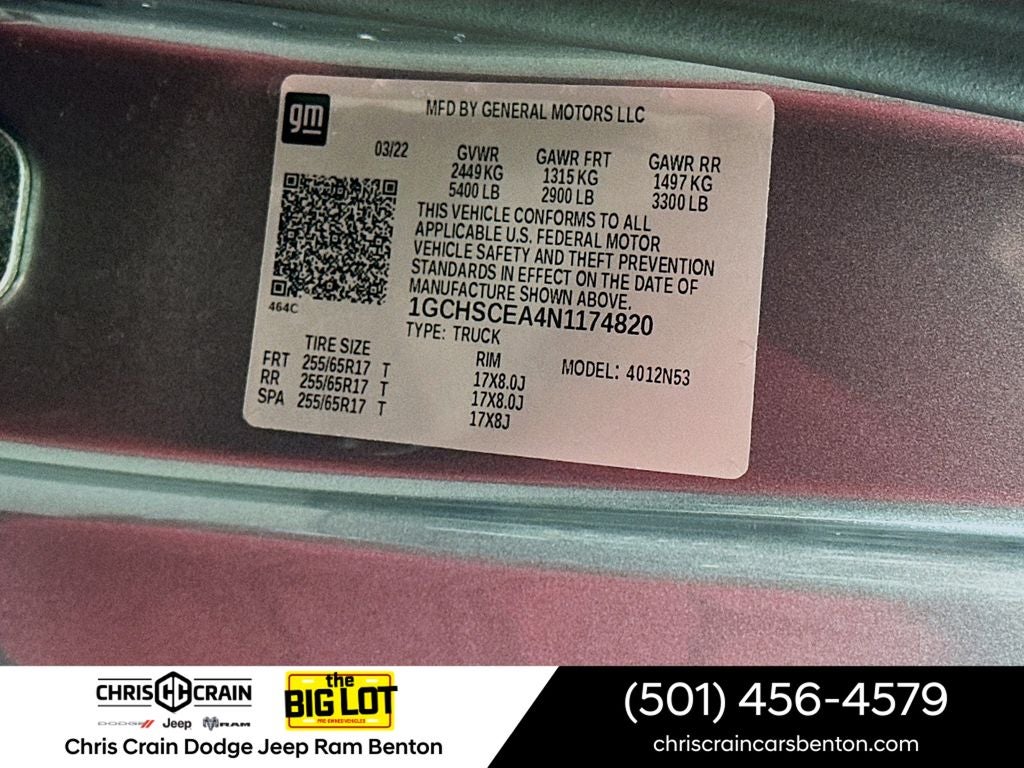 gm
MFD BY GENERAL MOTORS LLC
03/22 GVWR GAWR FRT GAWR RR
2449 KG 1315 KG 1497 KG
5400 LB 2900 LB 3300 LB
THIS VEHICLE CONFORMS TO ALL
APPLICABLE U.S. FEDERAL MOTOR
VEHICLE SAFETY AND THEFT PREVENTION
STANDARDS IN EFFECT ON THE DATE OF
MANUFACTURE SHOWN ABOVE.
464C
1GCHSCEA4N1174820
TYPE: TRUCK
TIRE SIZE RIM MODEL: 4012N53
FRT 255/65R17 T 17X8.0J
RR 255/65R17 T 17X8.0J
SPA 255/65R17 T 17X8J
CHRIS CRAIN
DODGE Jeep RAM
the
BIG LOT
PRE-OWNED VEHICLES
Chris Crain Dodge Jeep Ram Benton
(501) 456-4579
chriscraincarsbenton.com